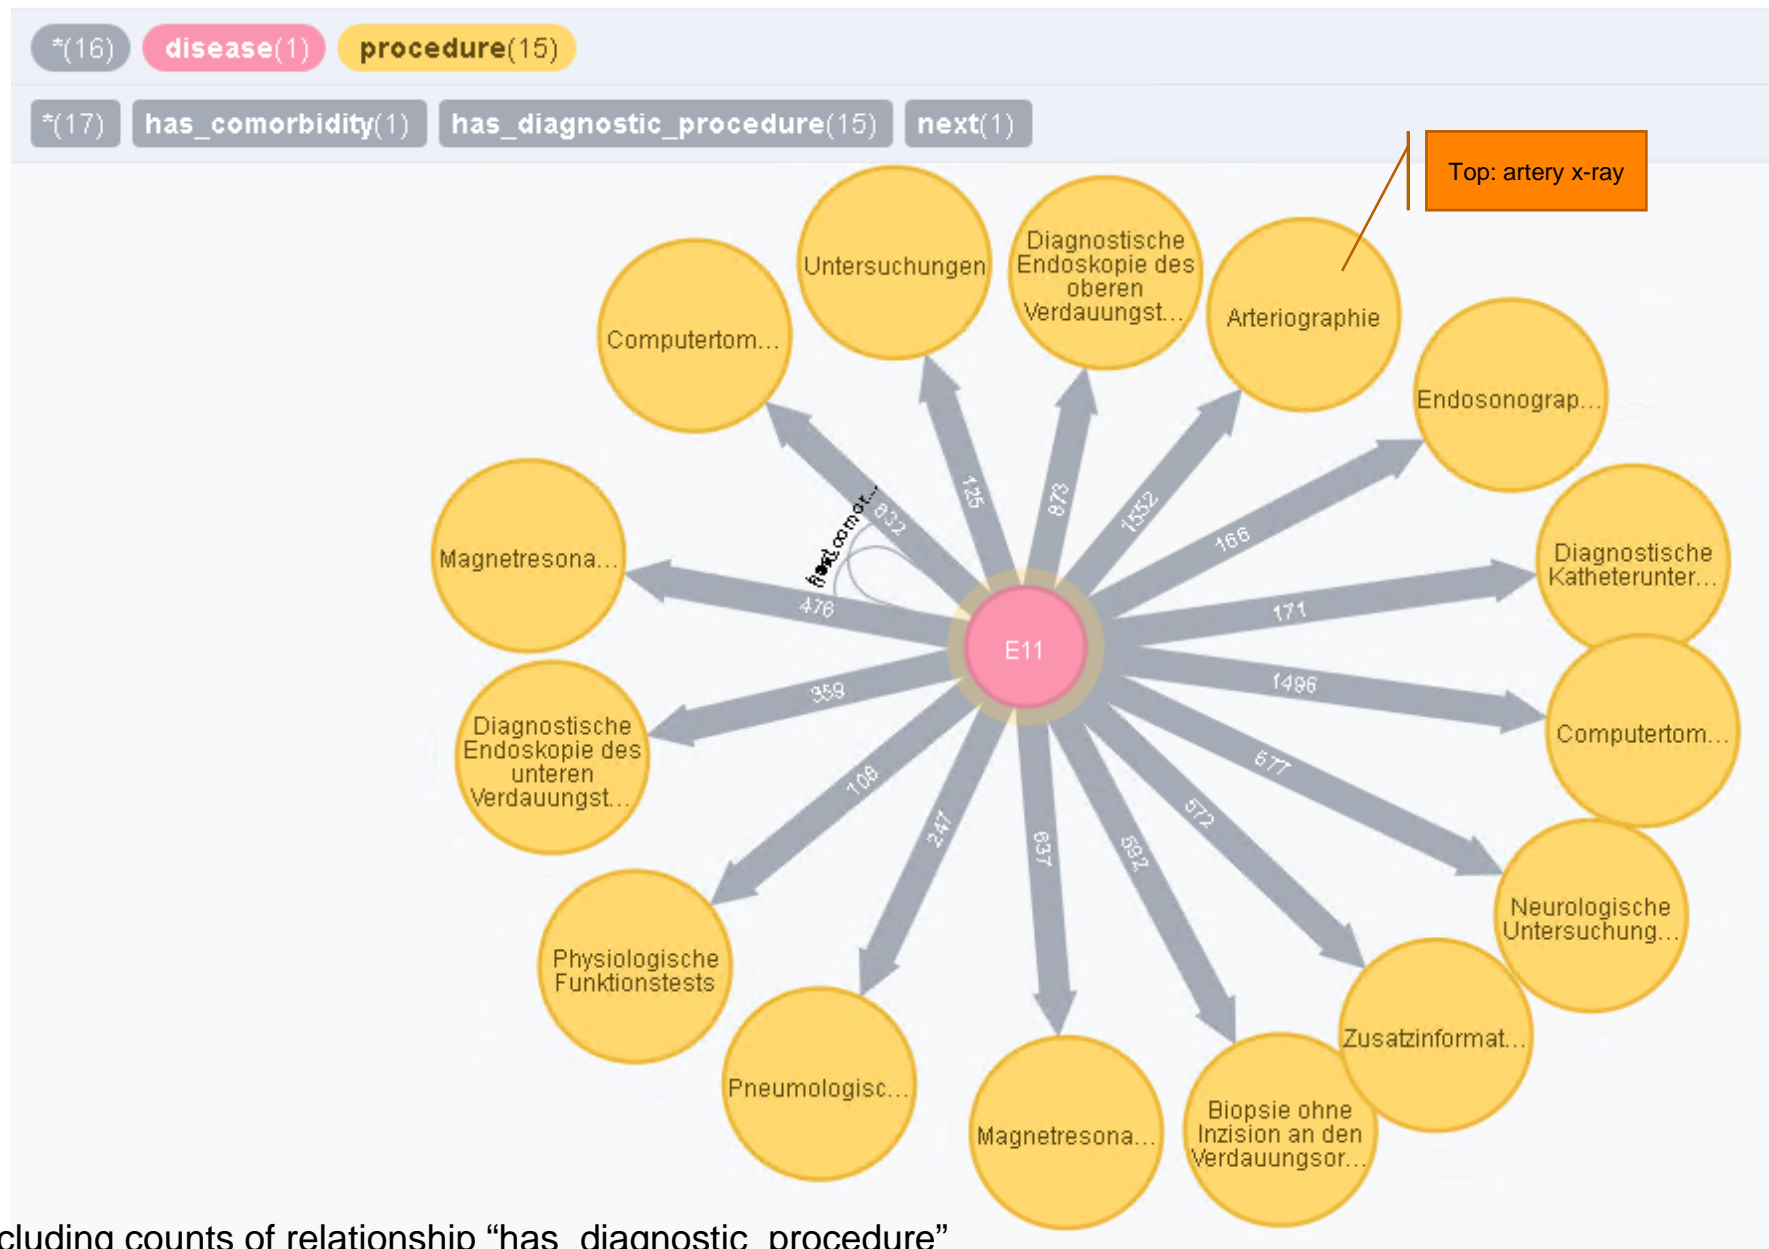 *(16) disease(1) procedure(15)
*(17) has_comorbidity(1) has_diagnostic_procedure(15) next(1)
Top: artery x-ray
Untersuchungen
Diagnostische
Endoskopie des
oberen
Verdauungst...
Arteriographie
Computertom...
Endosonograp...
125
873
1552
832
166
Magnetresona...
476
Diagnostische
Katheterunter...
171
E11
1496
Computertom...
359
Diagnostische
Endoskopie des
unteren
Verdauungst...
108
247
637
592
572
677
Neurologische
Untersuchung...
Physiologische
Funktionstests
Zusatzinformat...
Pneumologisc...
Magnetresona...
Biopsie ohne
Inzision an den
Verdauungsor...
cluding counts of relationship “has_diagnostic_procedure”